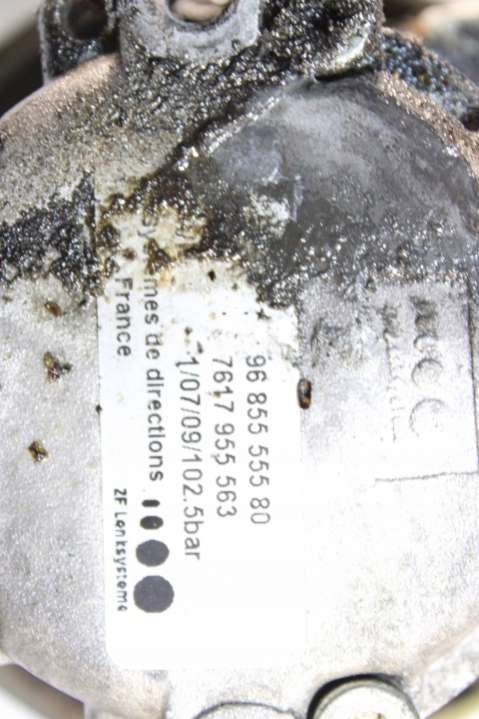 96 855 555 80
7617 955 563
1/07/09/102.5bar
mes de directions
France
ZF Lenksysteme